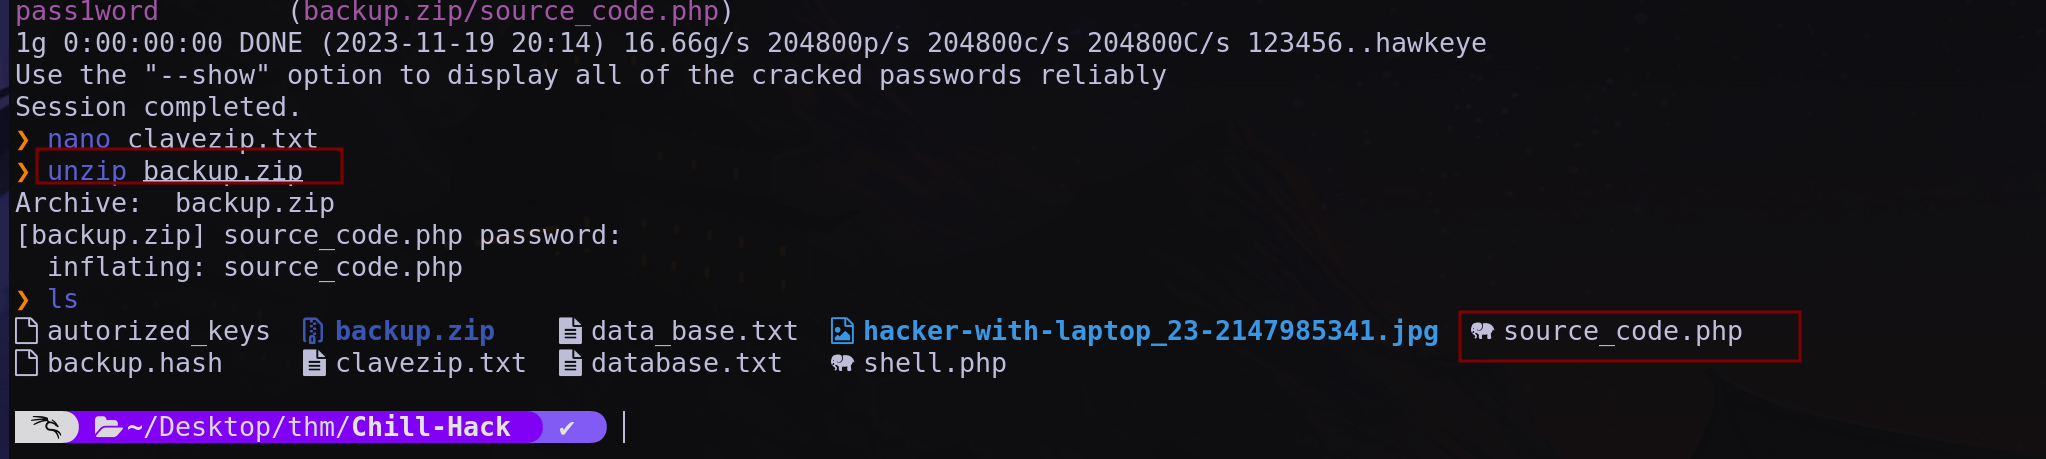 pass1word        (backup.zip/source_code.php)
1g 0:00:00:00 DONE (2023-11-19 20:14) 16.66g/s 204800p/s 204800c/s 204800C/s 123456..hawkeye
Use the "--show" option to display all of the cracked passwords reliably
Session completed.
❯ nano clavezip.txt
❯ unzip backup.zip
Archive:  backup.zip
[backup.zip] source_code.php password:
  inflating: source_code.php
❯ ls
autorized_keys  backup.zip  data_base.txt  hacker-with-laptop_23-2147985341.jpg  source_code.php
backup.hash  clavezip.txt  database.txt  shell.php
~/Desktop/thm/Chill-Hack ✔